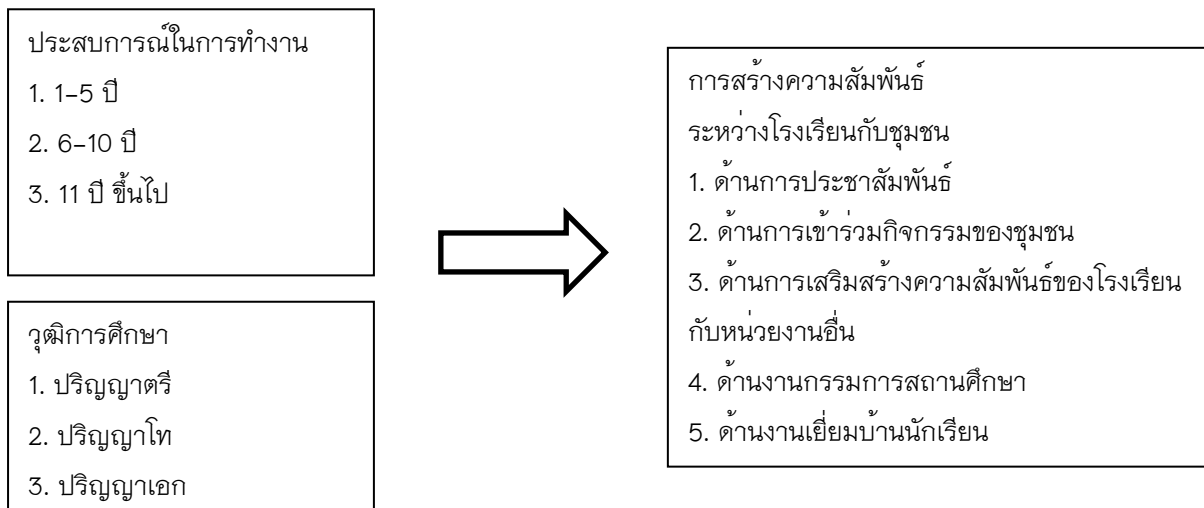 ประสบการณ์ในการทำงาน
1. 1–5 ปี
2. 6–10 ปี
3. 11 ปี ขึ้นไป
วุฒิการศึกษา
1. ปริญญาตรี
2. ปริญญาโท
3. ปริญญาเอก
การสร้างความสัมพันธ์
ระหว่างโรงเรียนกับชุมชน
1. ด้านการประชาสัมพันธ์
2. ด้านการเข้าร่วมกิจกรรมของชุมชน
3. ด้านการเสริมสร้างความสัมพันธ์ของโรงเรียน
กับหน่วยงานอื่น
4. ด้านงานกรรมการสถานศึกษา
5. ด้านงานเยี่ยมบ้านนักเรียน